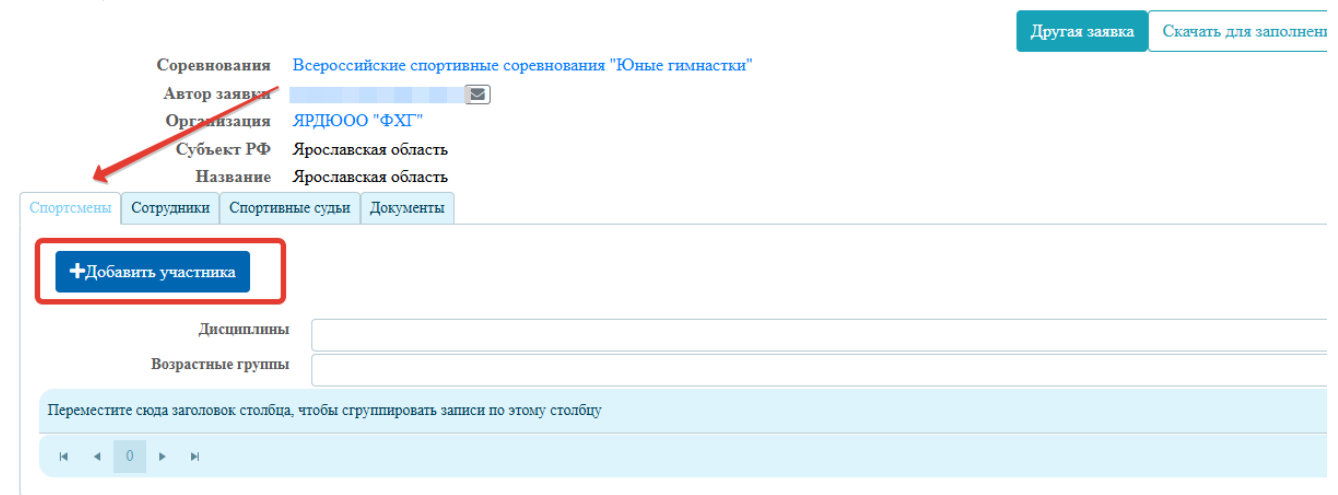 Другая заявка Скачать для заполнени
Соревнования Всероссийские спортивные соревнования "Юные гимнастки"
Автор заявки
Организация ЯРДЮООО "ФХГ"
Субъект РФ Ярославская область
Название Ярославская область
Спортсмены Сотрудники Спортивные судьи Документы
+Добавить участника
Дисциплины
Возрастные группы
Переместите сюда заголовок столбца, чтобы сгруппировать записи по этому столбцу
0